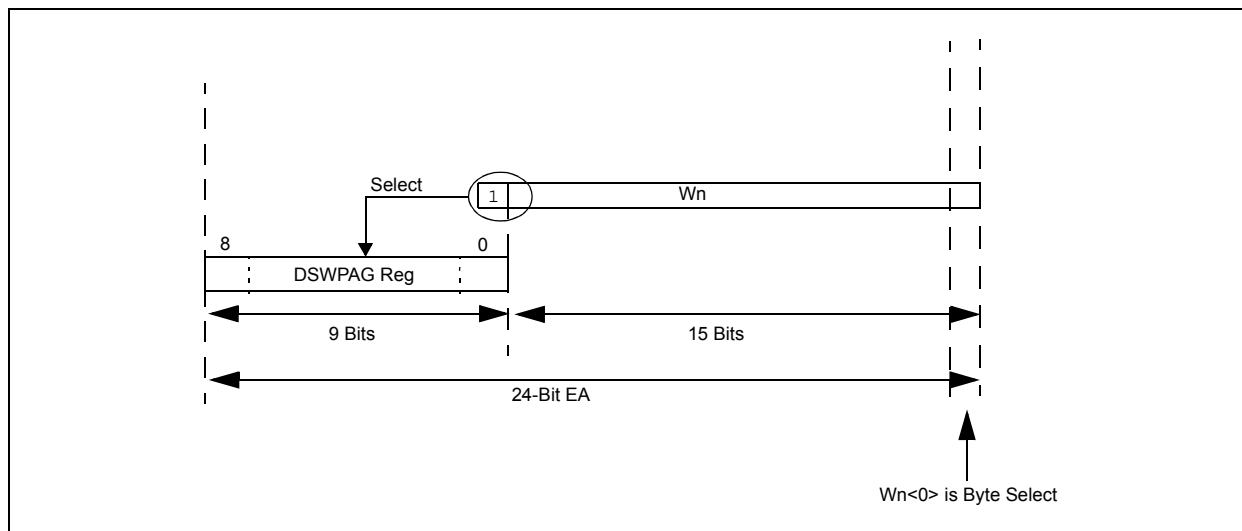 Select
1
Wn
8
0
DSWPAG Reg
9 Bits
15 Bits
24-Bit EA
Wn<0> is Byte Select